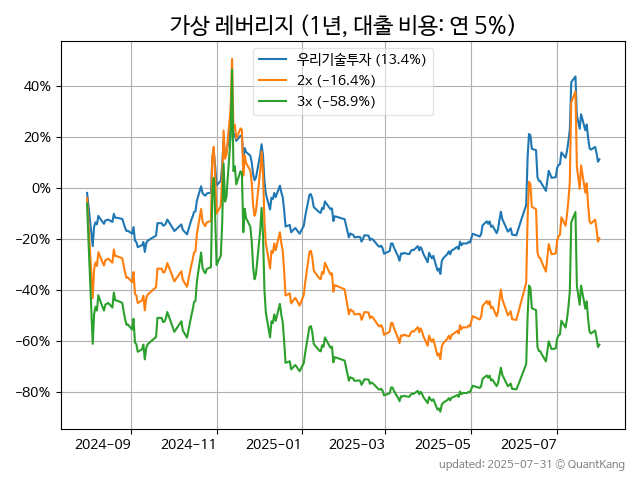 가상 레버리지 (1년, 대출 비용: 연 5%)
우리기술투자 (13.4%)
2x (−16.4%)
3x (−58.9%)
40%
20%
0%
−20%
−40%
−60%
−80%
2024-09
2024-11
2025-01
2025-03
2025-05
2025-07
updated: 2025-07-31 © QuantKang